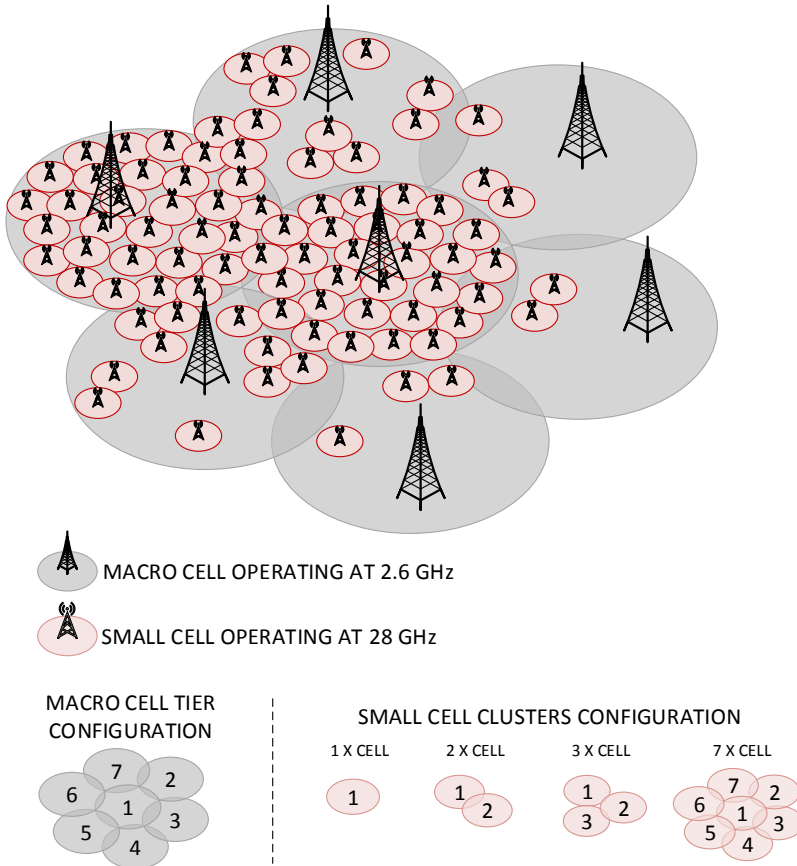 MACRO CELL OPERATING AT 2.6 GHz
SMALL CELL OPERATING AT 28 GHz
MACRO CELL TIER
CONFIGURATION
7
2
6
1
3
5
4
SMALL CELL CLUSTERS CONFIGURATION
1 X CELL
2 X CELL
3 X CELL
7 X CELL
1
1
2
1
2
3
7
2
6
1
3
5
4